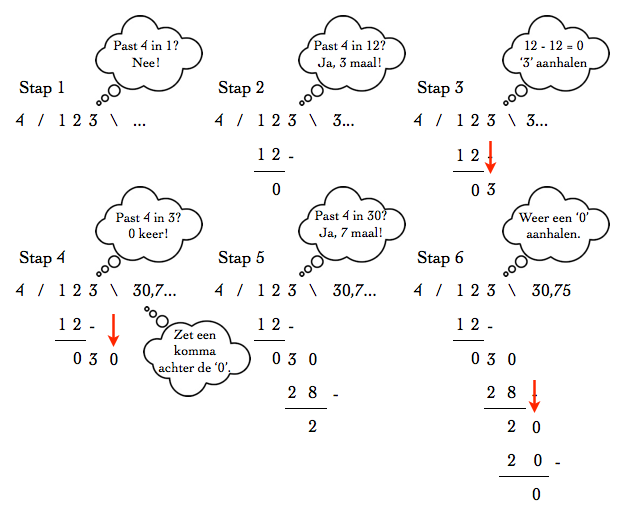 Past 4 in 1?
Nee!
Stap 1
4 / 1 2 3 \ ...
Past 4 in 12?
Ja, 3 maal!
Stap 2
4 / 1 2 3 \ 3...
1 2 -
0
12 - 12 = 0
‘3’ aanhalen
Stap 3
4 / 1 2 3 \ 3...
1 2 -
0 3
Past 4 in 3?
0 keer!
Stap 4
4 / 1 2 3 \ 30,7...
1 2 -
0 3 0
Zet een
komma
achter de ‘0’.
Past 4 in 30?
Ja, 7 maal!
Stap 5
4 / 1 2 3 \ 30,7...
1 2 -
0 3 0
2 8 -
2
Weer een ‘0’
aanhalen.
Stap 6
4 / 1 2 3 \ 30,75
1 2 -
0 3 0
2 8 -
2 0
2 0 -
0